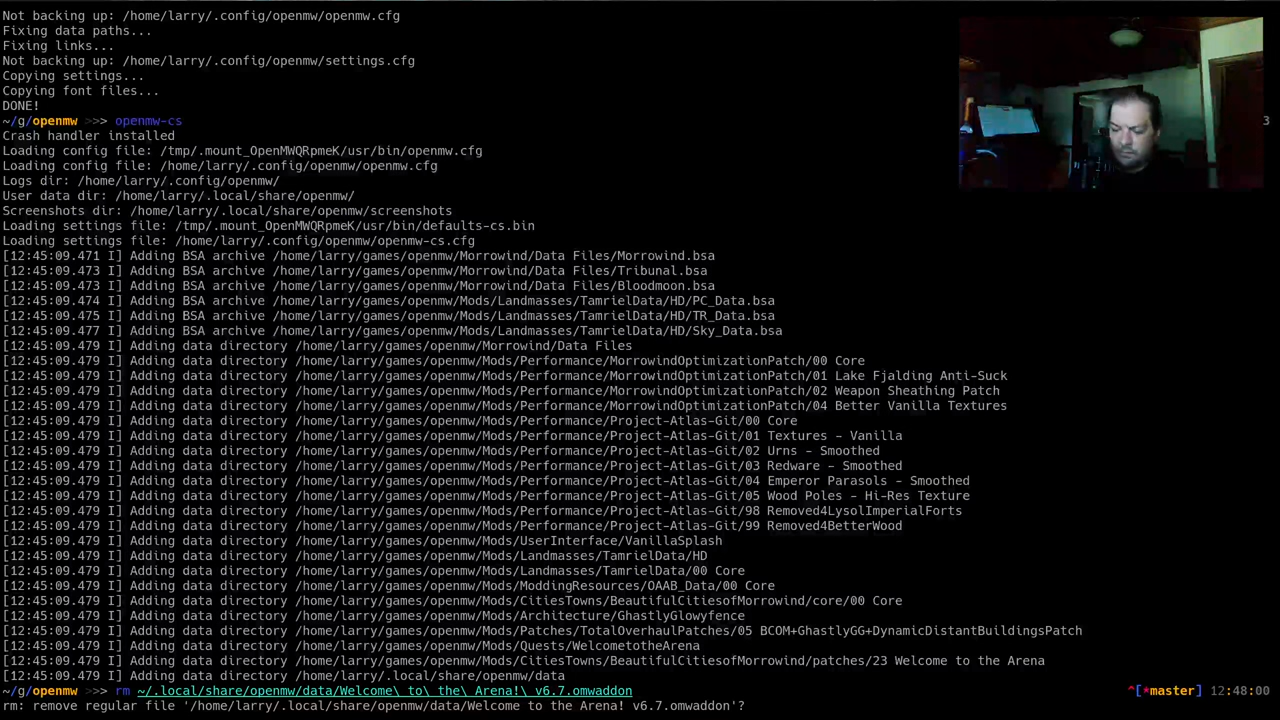 Not backing up: /home/larry/.config/openmw/openmw.cfg
Fixing data paths...
Fixing links...
Not backing up: /home/larry/.config/openmw/settings.cfg
Copying settings...
Copying font files...
DONE!
~/g/openmw >>> openmw-cs 3
Crash handler installed
Loading config file: /tmp/.mount_OpenMWQRpmeK/usr/bin/openmw.cfg
Loading config file: /home/larry/.config/openmw/openmw.cfg
Logs dir: /home/larry/.config/openmw/
User data dir: /home/larry/.local/share/openmw/
Screenshots dir: /home/larry/.local/share/openmw/screenshots
Loading settings file: /tmp/.mount_OpenMWQRpmeK/usr/bin/defaults-cs.bin
Loading settings file: /home/larry/.config/openmw/openmw-cs.cfg
[12:45:09.471 I] Adding BSA archive /home/larry/games/openmw/Morrowind/Data Files/Morrowind.bsa
[12:45:09.473 I] Adding BSA archive /home/larry/games/openmw/Morrowind/Data Files/Tribunal.bsa
[12:45:09.473 I] Adding BSA archive /home/larry/games/openmw/Morrowind/Data Files/Bloodmoon.bsa
[12:45:09.474 I] Adding BSA archive /home/larry/games/openmw/Mods/Landmasses/TamrielData/HD/PC_Data.bsa
[12:45:09.475 I] Adding BSA archive /home/larry/games/openmw/Mods/Landmasses/TamrielData/HD/TR_Data.bsa
[12:45:09.477 I] Adding BSA archive /home/larry/games/openmw/Mods/Landmasses/TamrielData/HD/Sky_Data.bsa
[12:45:09.479 I] Adding data directory /home/larry/games/openmw/Morrowind/Data Files
[12:45:09.479 I] Adding data directory /home/larry/games/openmw/Mods/Performance/MorrowindOptimizationPatch/00 Core
[12:45:09.479 I] Adding data directory /home/larry/games/openmw/Mods/Performance/MorrowindOptimizationPatch/01 Lake Fjalding Anti-Suck
[12:45:09.479 I] Adding data directory /home/larry/games/openmw/Mods/Performance/MorrowindOptimizationPatch/02 Weapon Sheathing Patch
[12:45:09.479 I] Adding data directory /home/larry/games/openmw/Mods/Performance/MorrowindOptimizationPatch/04 Better Vanilla Textures
[12:45:09.479 I] Adding data directory /home/larry/games/openmw/Mods/Performance/Project-Atlas-Git/00 Core
[12:45:09.479 I] Adding data directory /home/larry/games/openmw/Mods/Performance/Project-Atlas-Git/01 Textures - Vanilla
[12:45:09.479 I] Adding data directory /home/larry/games/openmw/Mods/Performance/Project-Atlas-Git/02 Urns - Smoothed
[12:45:09.479 I] Adding data directory /home/larry/games/openmw/Mods/Performance/Project-Atlas-Git/03 Redware - Smoothed
[12:45:09.479 I] Adding data directory /home/larry/games/openmw/Mods/Performance/Project-Atlas-Git/04 Emperor Parasols - Smoothed
[12:45:09.479 I] Adding data directory /home/larry/games/openmw/Mods/Performance/Project-Atlas-Git/05 Wood Poles - Hi-Res Texture
[12:45:09.479 I] Adding data directory /home/larry/games/openmw/Mods/Performance/Project-Atlas-Git/98 Removed4LysolImperialForts
[12:45:09.479 I] Adding data directory /home/larry/games/openmw/Mods/Performance/Project-Atlas-Git/99 Removed4BetterWood
[12:45:09.479 I] Adding data directory /home/larry/games/openmw/Mods/UserInterface/VanillaSplash
[12:45:09.479 I] Adding data directory /home/larry/games/openmw/Mods/Landmasses/TamrielData/HD
[12:45:09.479 I] Adding data directory /home/larry/games/openmw/Mods/Landmasses/TamrielData/00 Core
[12:45:09.479 I] Adding data directory /home/larry/games/openmw/Mods/ModdingResources/OAAB_Data/00 Core
[12:45:09.479 I] Adding data directory /home/larry/games/openmw/Mods/CitiesTowns/BeautifulCitiesofMorrowind/core/00 Core
[12:45:09.479 I] Adding data directory /home/larry/games/openmw/Mods/Architecture/GhastlyGlowyfence
[12:45:09.479 I] Adding data directory /home/larry/games/openmw/Mods/Patches/TotalOverhaulPatches/05 BCOM+GhastlyGG+DynamicDistantBuildingsPatch
[12:45:09.479 I] Adding data directory /home/larry/games/openmw/Mods/Quests/WelcometotheArena
[12:45:09.479 I] Adding data directory /home/larry/games/openmw/Mods/CitiesTowns/BeautifulCitiesofMorrowind/patches/23 Welcome to the Arena
[12:45:09.479 I] Adding data directory /home/larry/.local/share/openmw/data
~/g/openmw >>> rm ~/.local/share/openmw/data/Welcome\ to\ the\ Arena!\ v6.7.omwaddon ^[*master] 12:48:00
rm: remove regular file '/home/larry/.local/share/openmw/data/Welcome to the Arena! v6.7.omwaddon'?